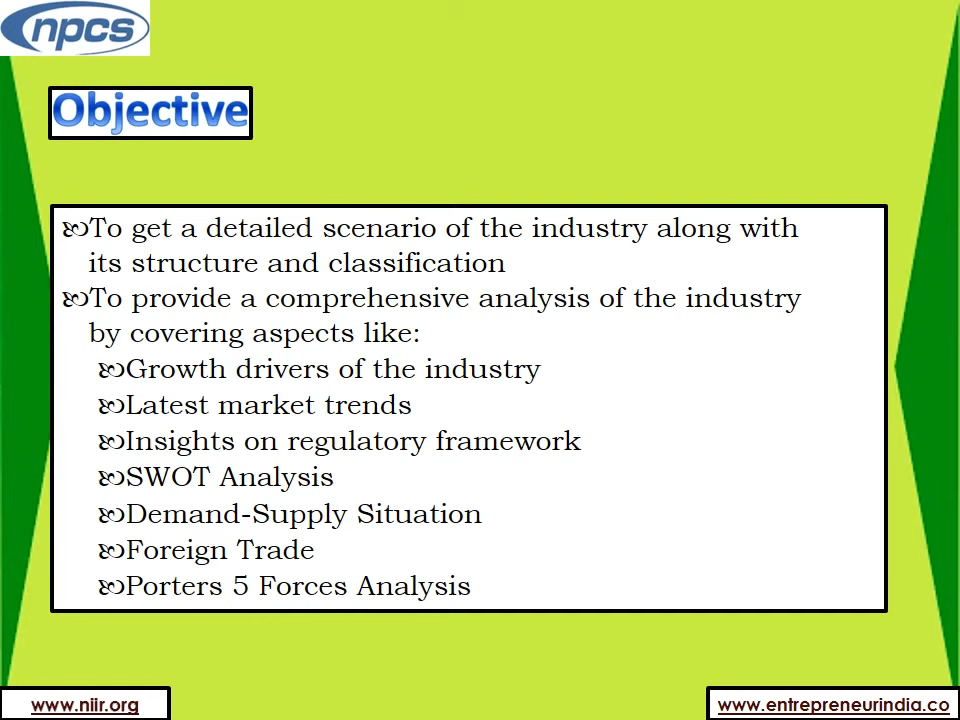 npcs
Objective
To get a detailed scenario of the industry along with
its structure and classification
To provide a comprehensive analysis of the industry
by covering aspects like:
Growth drivers of the industry
Latest market trends
Insights on regulatory framework
SWOT Analysis
Demand-Supply Situation
Foreign Trade
Porters 5 Forces Analysis
www.niir.org
www.entrepreneurindia.co